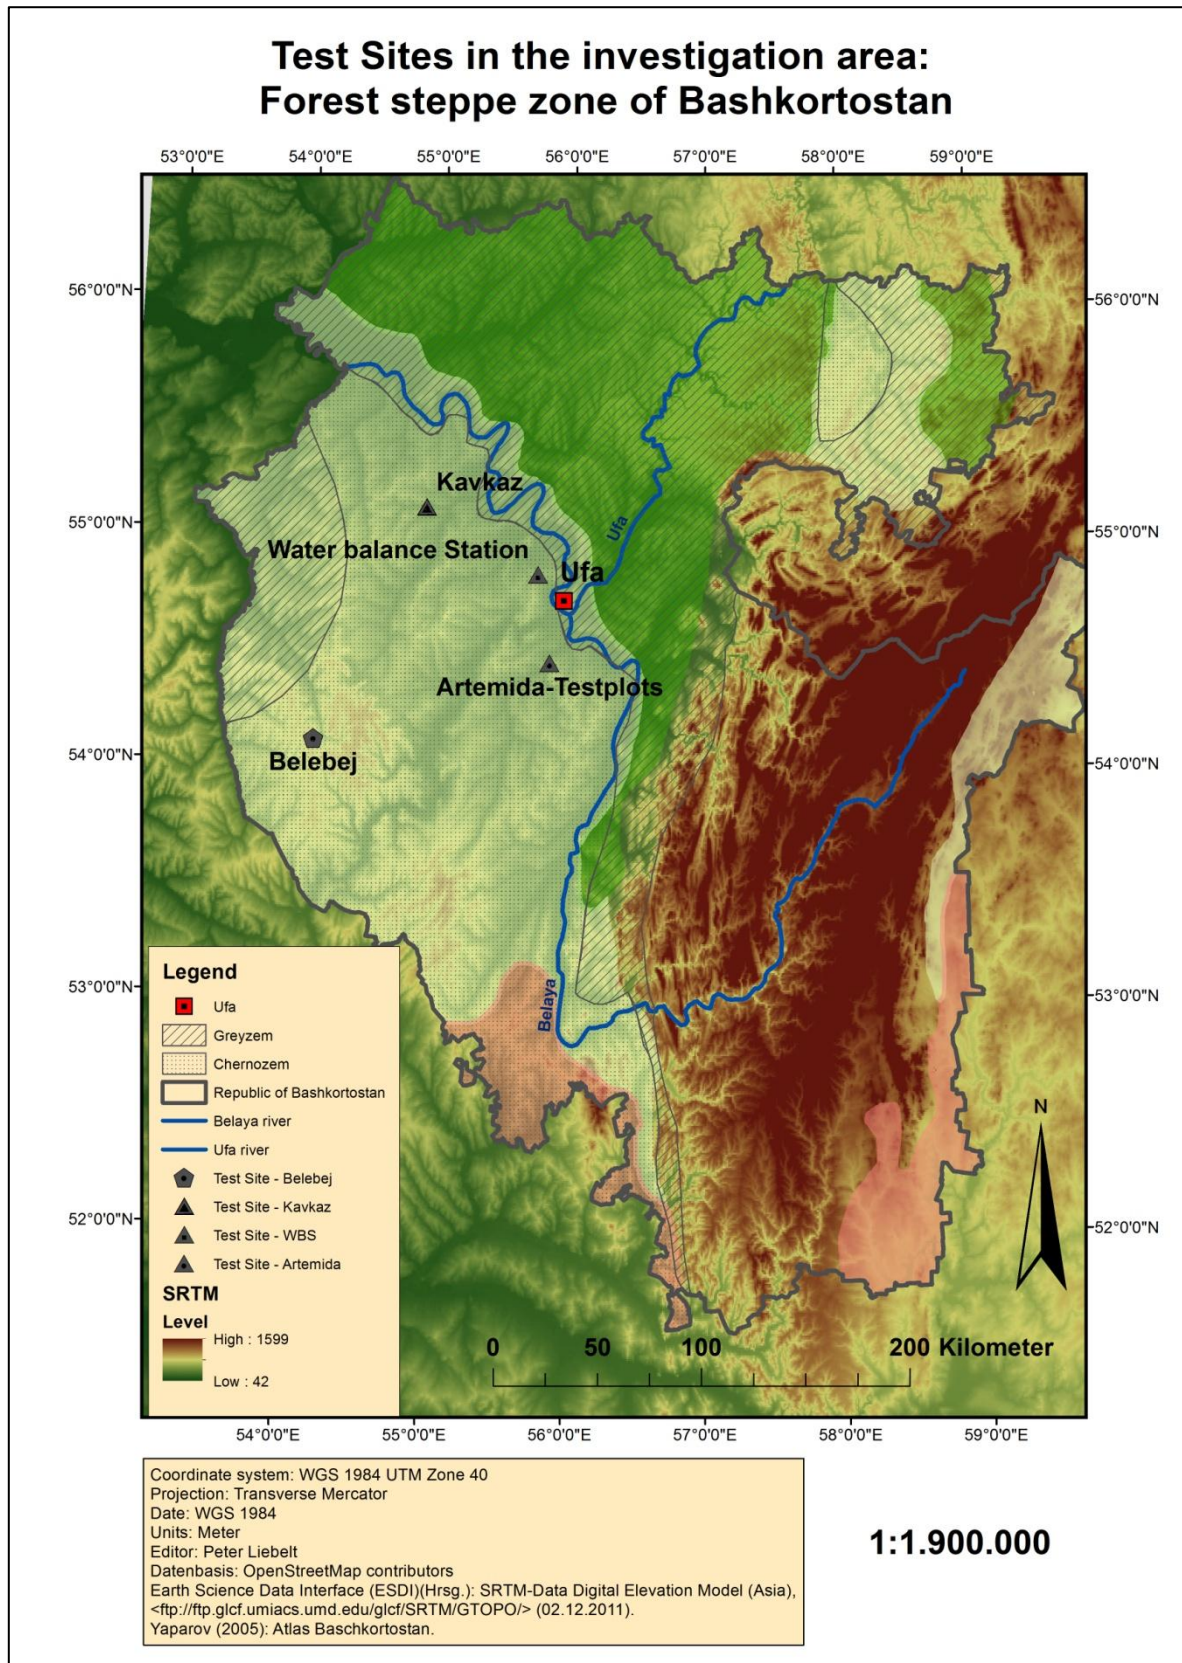 Test Sites in the investigation area:
Forest steppe zone of Bashkortostan
53°0'0"E 54°0'0"E 55°0'0"E 56°0'0"E 57°0'0"E 58°0'0"E 59°0'0"E
56°0'0"N
56°0'0"N
Kavkaz
55°0'0"N
55°0'0"N
Ufa
Water balance Station
Ufa
Artemida-Testplots
54°0'0"N
54°0'0"N
Belebej
53°0'0"N
53°0'0"N
Belaya
Legend
Ufa
Greyzem
Chernozem
Republic of Bashkortostan
Belaya river
Ufa river
Test Site - Belebej
Test Site - Kavkaz
Test Site - WBS
Test Site - Artemida
SRTM
Level
High : 1599
Low : 42
52°0'0"N
52°0'0"N
N
0 50 100 200 Kilometer
54°0'0"E 55°0'0"E 56°0'0"E 57°0'0"E 58°0'0"E 59°0'0"E
Coordinate system: WGS 1984 UTM Zone 40
Projection: Transverse Mercator
Date: WGS 1984
Units: Meter
Editor: Peter Liebelt
Datenbasis: OpenStreetMap contributors
Earth Science Data Interface (ESDI)(Hrsg.): SRTM-Data Digital Elevation Model (Asia),
<ftp://ftp.glcf.umiacs.umd.edu/glcf/SRTM/GTOPO/> (02.12.2011).
Yaparov (2005): Atlas Baschkortostan.
1:1.900.000